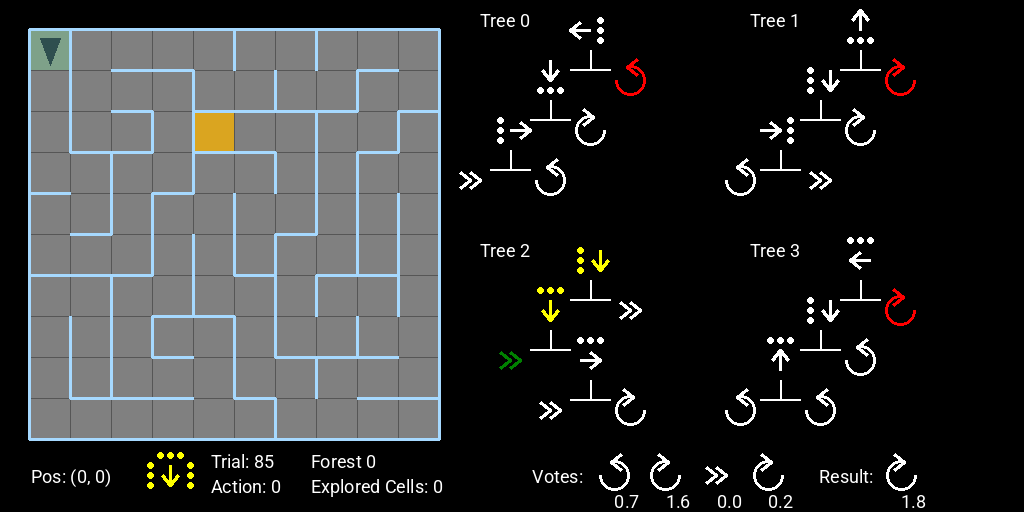 Tree 0
Tree 1
Tree 2
Tree 3
Pos: (0, 0)
Trial: 85
Forest 0
Action: 0
Explored Cells: 0
Votes:
0.7
1.6
0.0
0.2
Result:
1.8